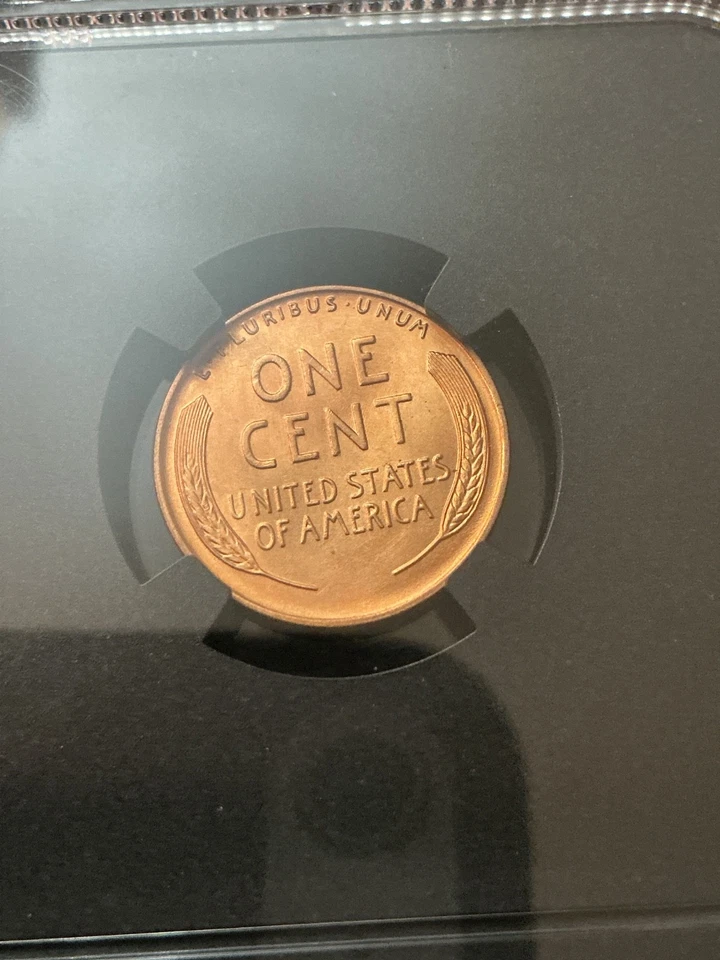 E PLURIBUS · UNUM
ONE
CENT
UNITED STATES
OF AMERICA